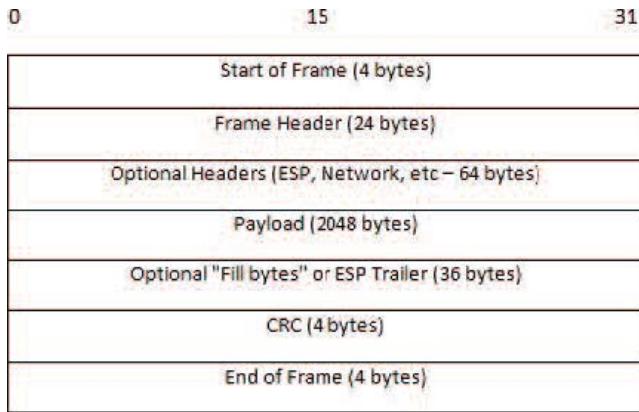 0 15 31
Start of Frame (4 bytes)
Frame Header (24 bytes)
Optional Headers (ESP, Network, etc – 64 bytes)
Payload (2048 bytes)
Optional "Fill bytes" or ESP Trailer (36 bytes)
CRC (4 bytes)
End of Frame (4 bytes)